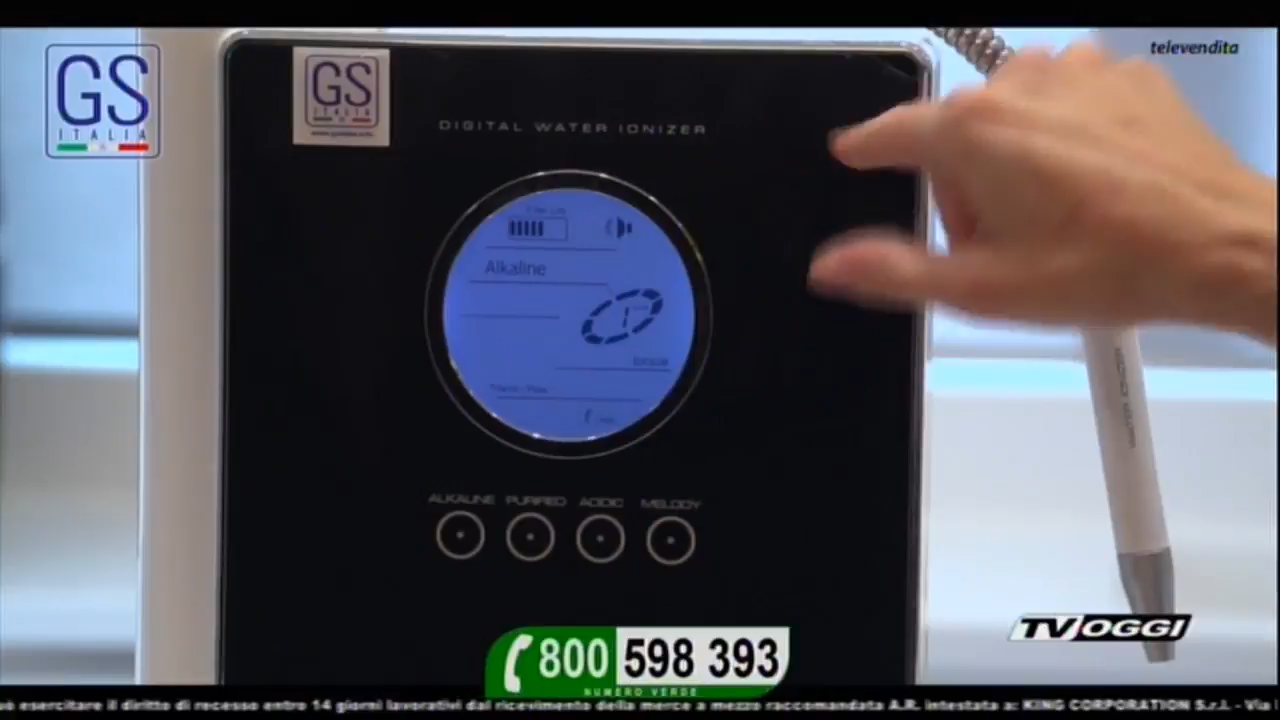 GS
ITALIA
televendita
GS
ITALIA
DIGITAL WATER IONIZER
Alkaline
1
ALKALINE PURIFIED ACIDIC MELODY
TV OGGI
800 598 393
NUMERO VERDE
esercitare il diritto di recesso entro 14 giorni lavorativi dal ricevimento della merce a mezzo raccomandata A.R. intestata a: KING CORPORATION S.r.l. - Via